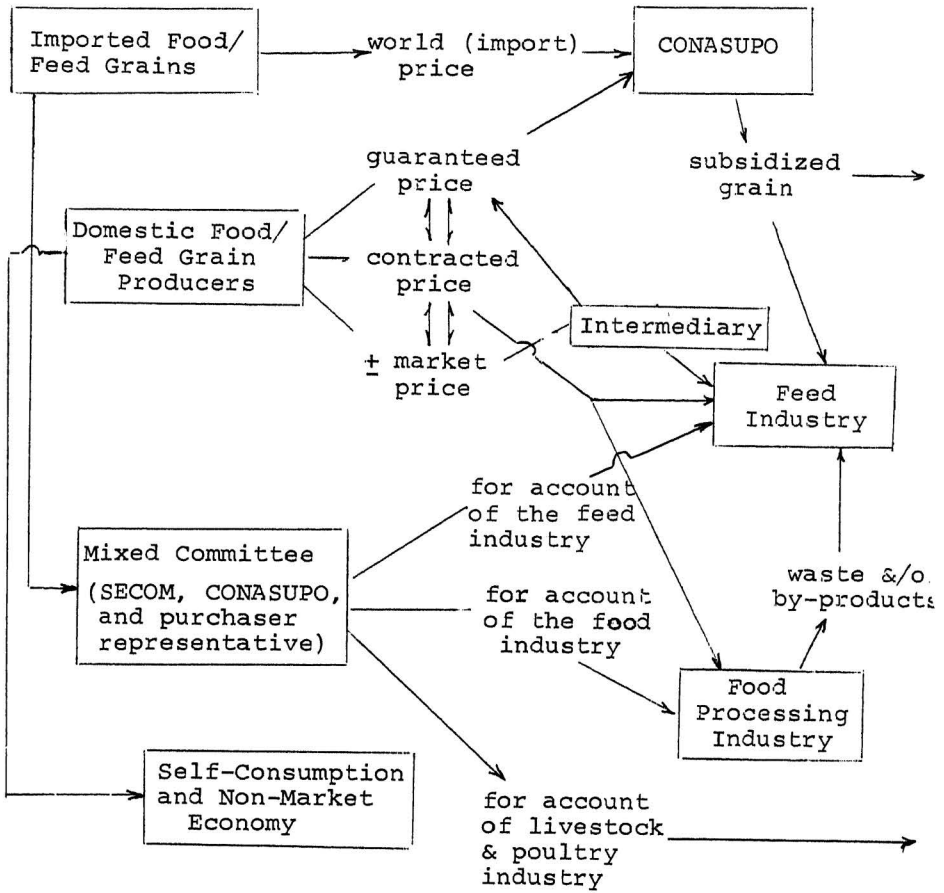 Imported Food/
Feed Grains
world (import)
price
CONASUPO
guaranteed
price
subsidized
grain
Domestic Food/
Feed Grain
Producers
contracted
price
Intermediary
± market
price
Feed
Industry
for account
of the feed
industry
Mixed Committee
(SECOM, CONASUPO,
and purchaser
representative)
for account
of the food
industry
waste &/o
by-products
Food
Processing
Industry
Self-Consumption
and Non-Market
Economy
for account
of livestock
& poultry
industry